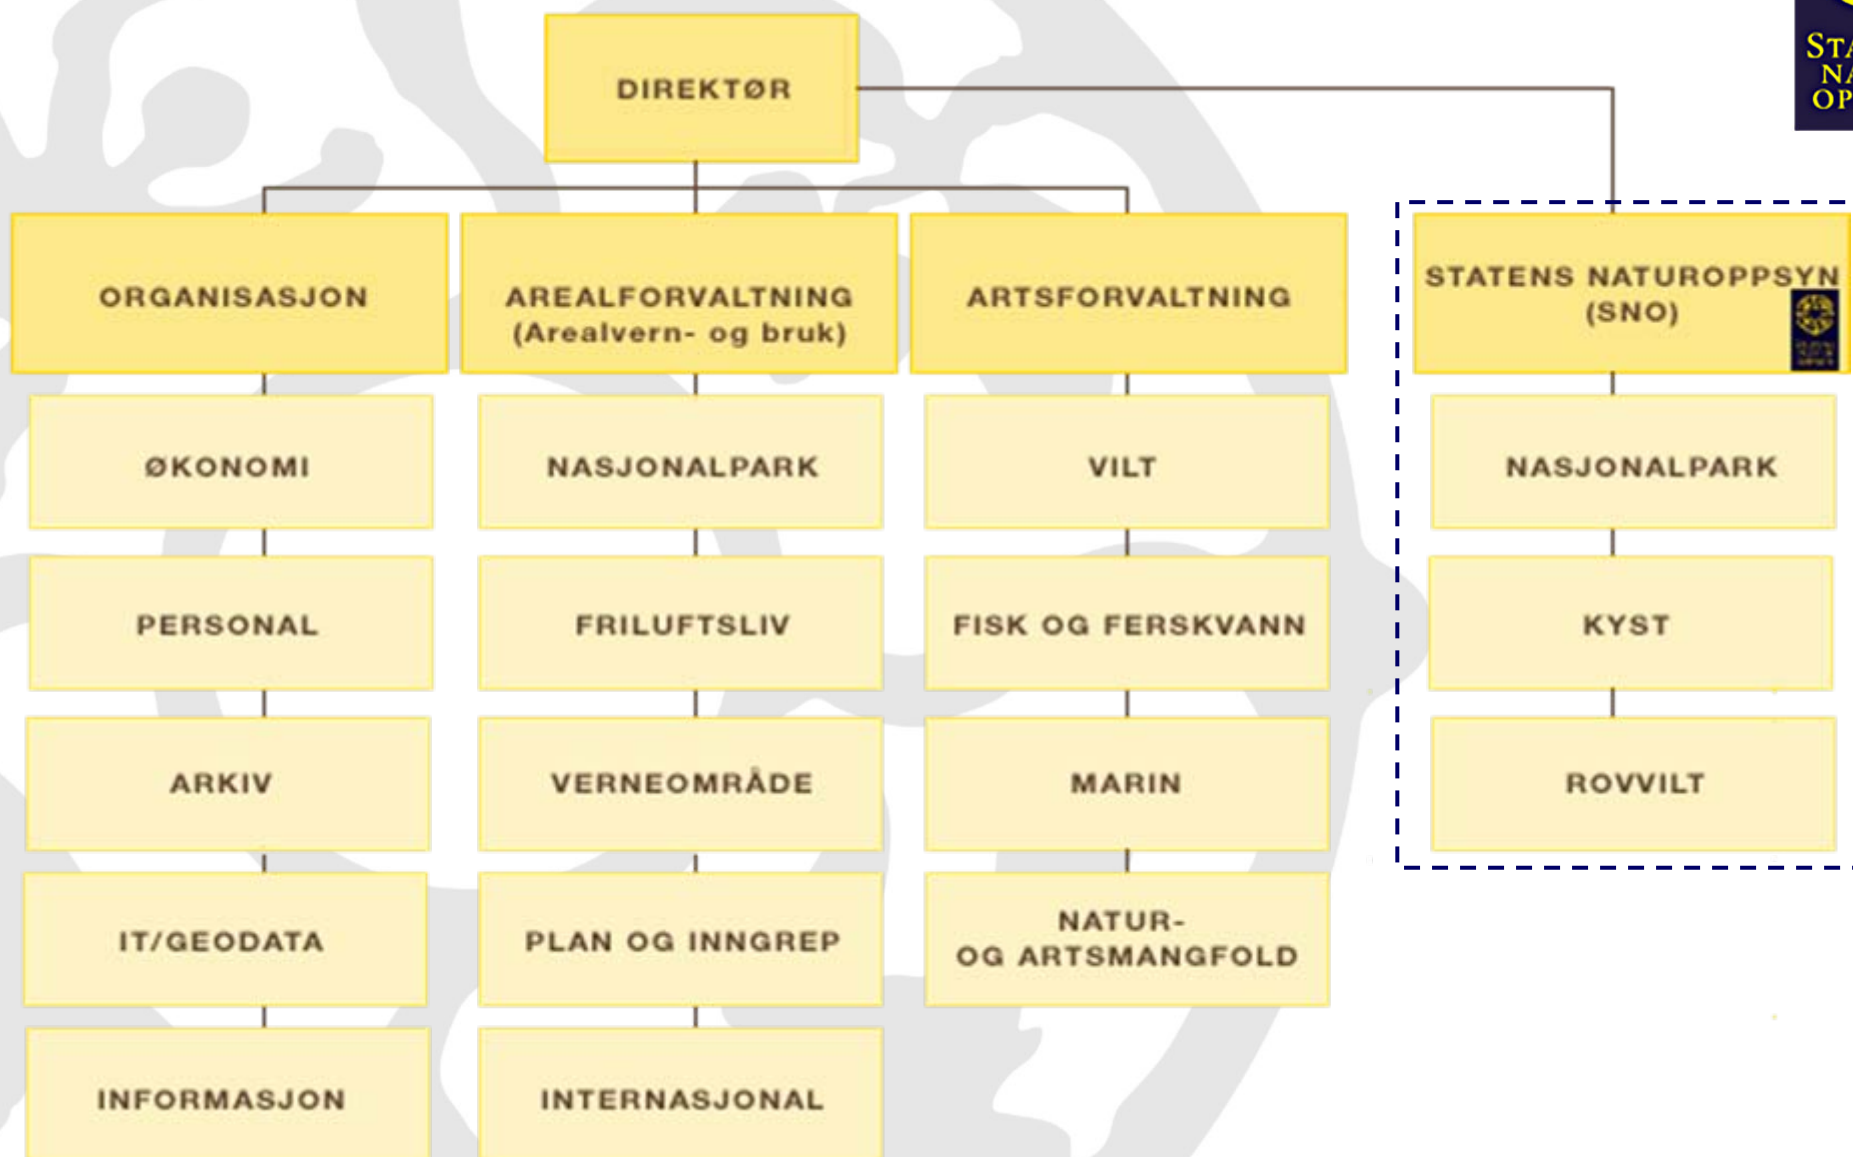 DIREKTØR
ORGANISASJON
AREALFORVALTNING
(Arealvern- og bruk)
ARTSFORVALTNING
STATENS NATUROPPSYN
(SNO)
ØKONOMI
NASJONALPARK
VILT
NASJONALPARK
PERSONAL
FRILUFTSLIV
FISK OG FERSKVANN
KYST
ARKIV
VERNEOMRÅDE
MARIN
ROVVILT
IT/GEODATA
PLAN OG INNGREP
NATUR-
OG ARTSMANGFOLD
INFORMASJON
INTERNASJONAL